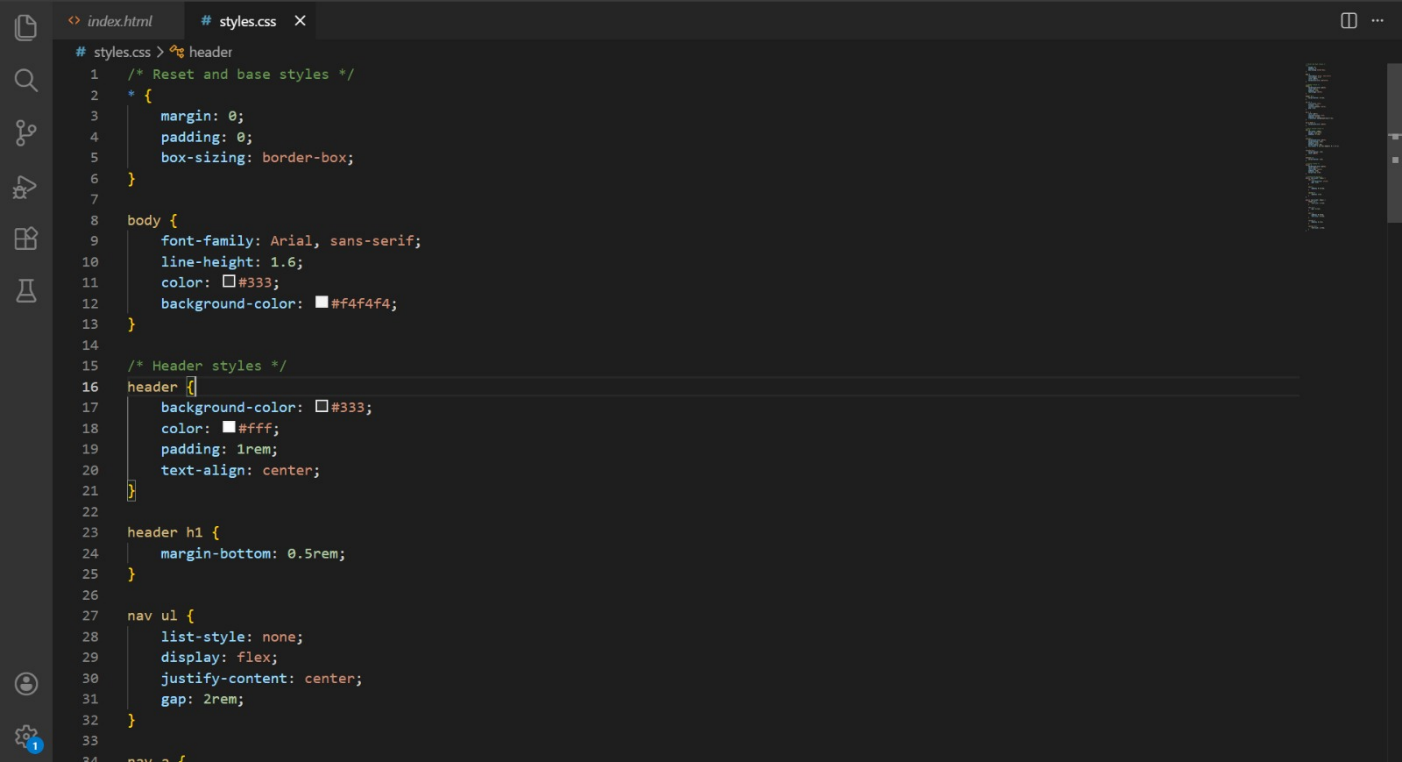 index.html
# styles.css
# styles.css > header
1 /* Reset and base styles */
2 * {
3     margin: 0;
4     padding: 0;
5     box-sizing: border-box;
6 }
7
8 body {
9     font-family: Arial, sans-serif;
10     line-height: 1.6;
11     color: #333;
12     background-color: #f4f4f4;
13 }
14
15 /* Header styles */
16 header {
17     background-color: #333;
18     color: #fff;
19     padding: 1rem;
20     text-align: center;
21 }
22
23 header h1 {
24     margin-bottom: 0.5rem;
25 }
26
27 nav ul {
28     list-style: none;
29     display: flex;
30     justify-content: center;
31     gap: 2rem;
32 }
33
34 nav a {
1